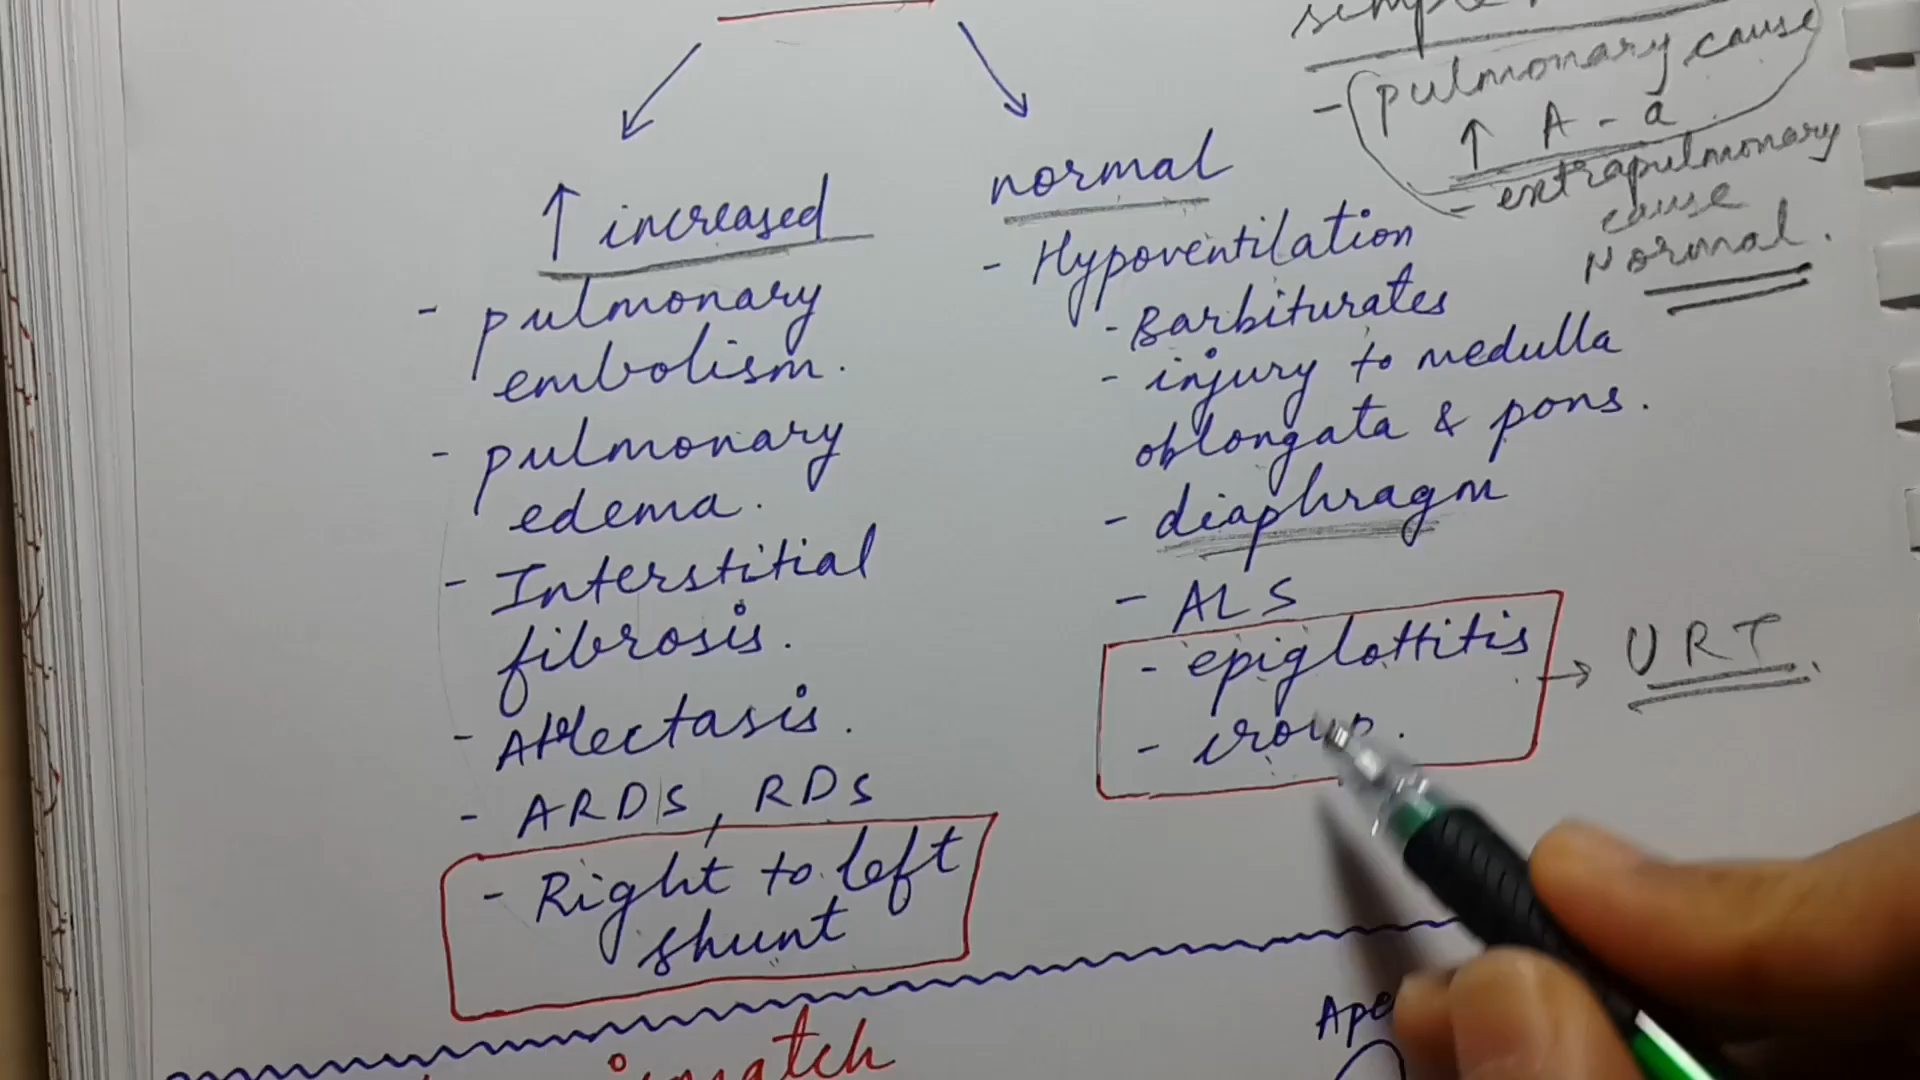 simple
- pulmonary cause
↑ A - a
- extrapulmonary
cause
Normal.
↑ increased
- pulmonary
embolism.
- pulmonary
edema.
- Interstitial
fibrosis.
- Atelectasis.
- ARDS, RDS
- Right to left
shunt
normal
- Hypoventilation
- Barbiturates
- injury to medulla
oblongata & pons.
- diaphragm
- ALS
- epiglottitis
- croup.
→ URT